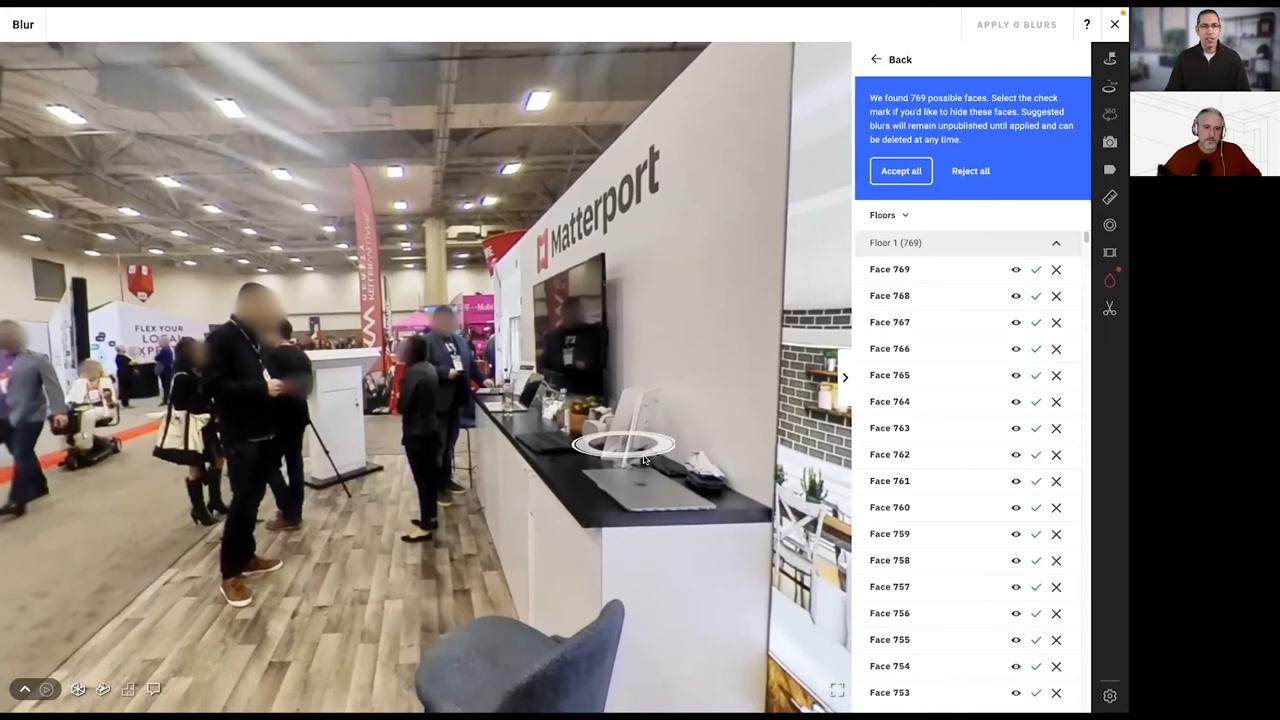 Blur
APPLY 0 BLURS
?
Back
We found 769 possible faces. Select the check
mark if you'd like to hide these faces. Suggested
blurs will remain unpublished until applied and can
be deleted at any time.
Accept all
Reject all
Floors
Floor 1 (769)
Face 769
Face 768
Face 767
Face 766
Face 765
Face 764
Face 763
Face 762
Face 761
Face 760
Face 759
Face 758
Face 757
Face 756
Face 755
Face 754
Face 753
360
Matterport
FLEX YOUR
LOCAL
T-Mobil